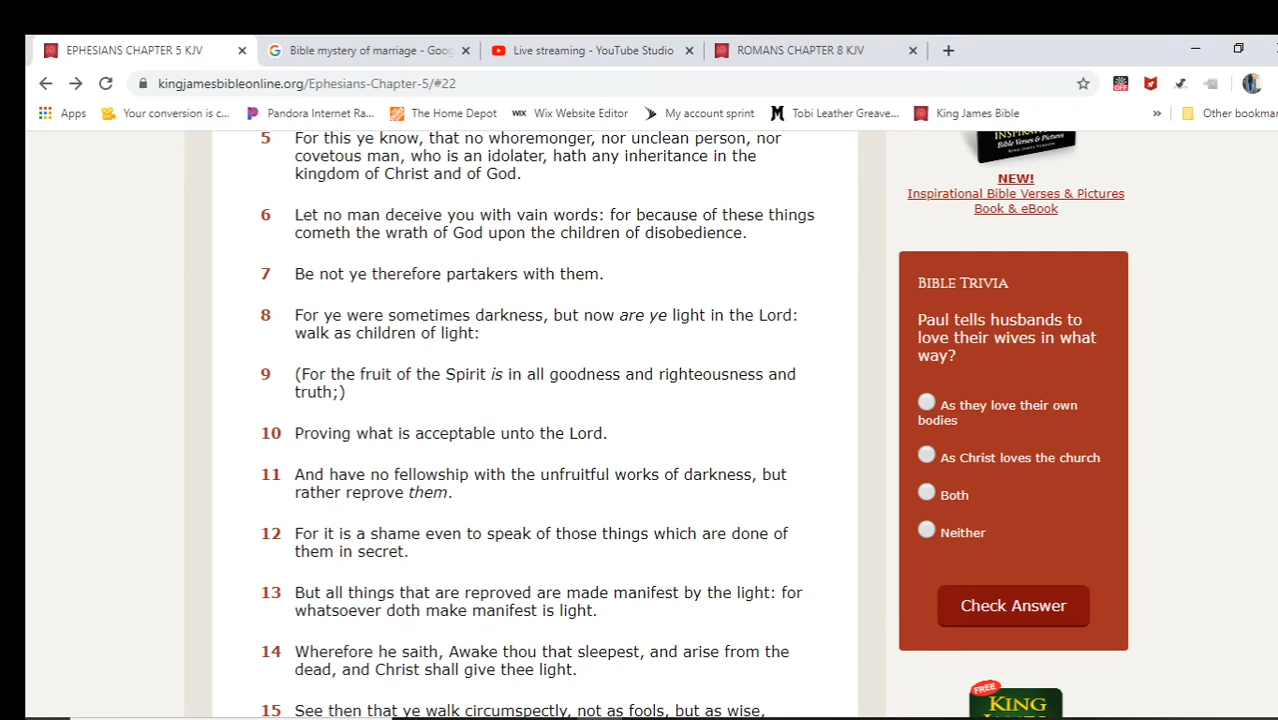 EPHESIANS CHAPTER 5 KJV
Bible mystery of marriage - Goog
Live streaming - YouTube Studio
ROMANS CHAPTER 8 KJV
kingjamesbibleonline.org/Ephesians-Chapter-5/#22
OFF
Apps
Your conversion is c...
Pandora Internet Ra...
The Home Depot
WIX Wix Website Editor
My account sprint
Tobi Leather Greave...
King James Bible
»
Other bookmar
5 For this ye know, that no whoremonger, nor unclean person, nor
covetous man, who is an idolater, hath any inheritance in the
kingdom of Christ and of God.
6 Let no man deceive you with vain words: for because of these things
cometh the wrath of God upon the children of disobedience.
7 Be not ye therefore partakers with them.
8 For ye were sometimes darkness, but now are ye light in the Lord:
walk as children of light:
9 (For the fruit of the Spirit is in all goodness and righteousness and
truth;)
10 Proving what is acceptable unto the Lord.
11 And have no fellowship with the unfruitful works of darkness, but
rather reprove them.
12 For it is a shame even to speak of those things which are done of
them in secret.
13 But all things that are reproved are made manifest by the light: for
whatsoever doth make manifest is light.
14 Wherefore he saith, Awake thou that sleepest, and arise from the
dead, and Christ shall give thee light.
15 See then that ye walk circumspectly, not as fools, but as wise,
Bible Verses & Pictures
NEW!
Inspirational Bible Verses & Pictures
Book & eBook
BIBLE TRIVIA
Paul tells husbands to
love their wives in what
way?
As they love their own
bodies
As Christ loves the church
Both
Neither
Check Answer
FREE
KING